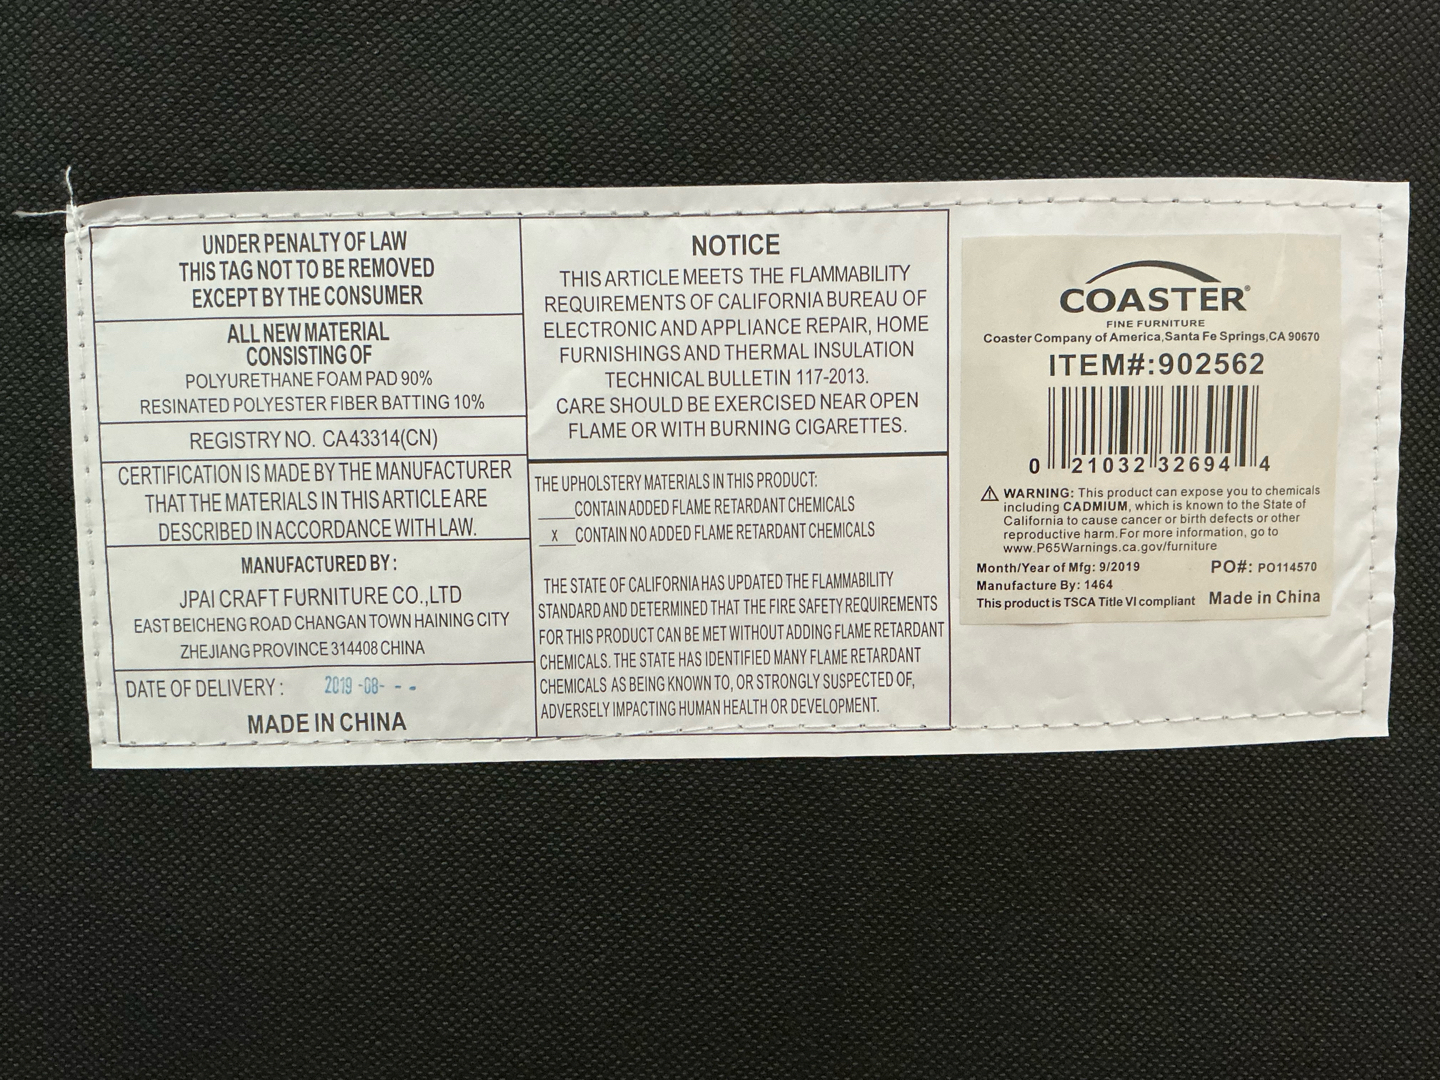 UNDER PENALTY OF LAW
THIS TAG NOT TO BE REMOVED
EXCEPT BY THE CONSUMER
ALL NEW MATERIAL
CONSISTING OF
POLYURETHANE FOAM PAD 90%
RESINATED POLYESTER FIBER BATTING 10%
REGISTRY NO. CA43314(CN)
CERTIFICATION IS MADE BY THE MANUFACTURER
THAT THE MATERIALS IN THIS ARTICLE ARE
DESCRIBED IN ACCORDANCE WITH LAW.
MANUFACTURED BY :
JPAI CRAFT FURNITURE CO.,LTD
EAST BEICHENG ROAD CHANGAN TOWN HAINING CITY
ZHEJIANG PROVINCE 314408 CHINA
DATE OF DELIVERY : 2019 -08- - -
MADE IN CHINA
NOTICE
THIS ARTICLE MEETS THE FLAMMABILITY
REQUIREMENTS OF CALIFORNIA BUREAU OF
ELECTRONIC AND APPLIANCE REPAIR, HOME
FURNISHINGS AND THERMAL INSULATION
TECHNICAL BULLETIN 117-2013.
CARE SHOULD BE EXERCISED NEAR OPEN
FLAME OR WITH BURNING CIGARETTES.
THE UPHOLSTERY MATERIALS IN THIS PRODUCT:
____CONTAIN ADDED FLAME RETARDANT CHEMICALS
_X_CONTAIN NO ADDED FLAME RETARDANT CHEMICALS
THE STATE OF CALIFORNIA HAS UPDATED THE FLAMMABILITY
STANDARD AND DETERMINED THAT THE FIRE SAFETY REQUIREMENTS
FOR THIS PRODUCT CAN BE MET WITHOUT ADDING FLAME RETARDANT
CHEMICALS. THE STATE HAS IDENTIFIED MANY FLAME RETARDANT
CHEMICALS AS BEING KNOWN TO, OR STRONGLY SUSPECTED OF,
ADVERSELY IMPACTING HUMAN HEALTH OR DEVELOPMENT.
COASTER®
FINE FURNITURE
Coaster Company of America,Santa Fe Springs,CA 90670
ITEM#:902562
0 21032 32694 4
⚠ WARNING: This product can expose you to chemicals
including CADMIUM, which is known to the State of
California to cause cancer or birth defects or other
reproductive harm.For more information, go to
www.P65Warnings.ca.gov/furniture
Month/Year of Mfg: 9/2019 PO#: PO114570
Manufacture By: 1464
This product is TSCA Title VI compliant Made in China